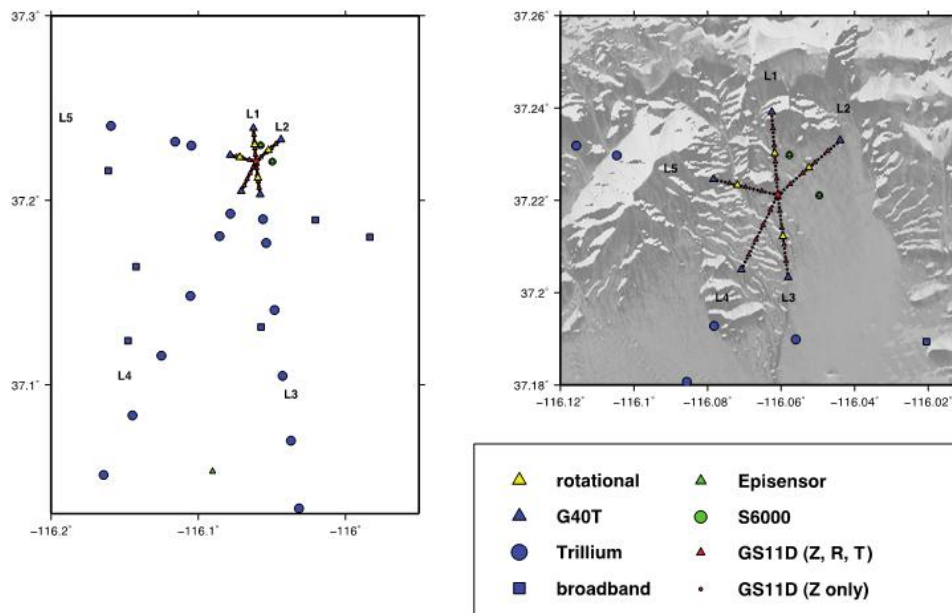 37.3°
37.2°
37.1°
−116.2°
−116.1°
−116°
L5
L1
L2
L4
L3
37.26°
37.24°
37.22°
37.2°
37.18°
−116.12°
−116.1°
−116.08°
−116.06°
−116.04°
−116.02°
L1
L2
L5
L4
L3
rotational
G40T
Trillium
broadband
Episensor
S6000
GS11D (Z, R, T)
GS11D (Z only)